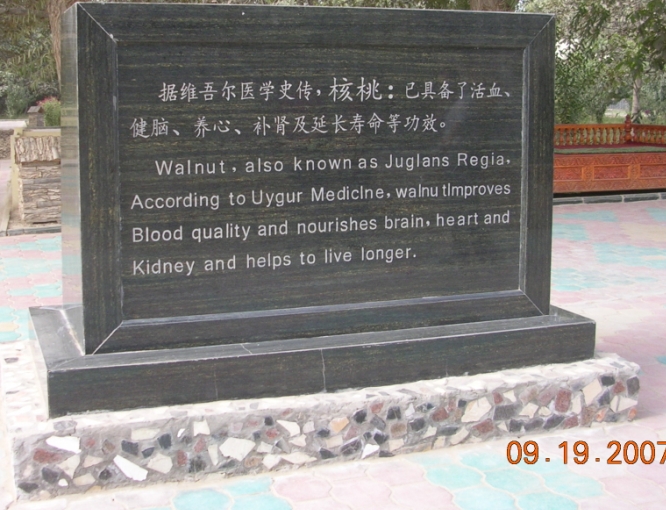 据维吾尔医学史传，核桃：已具备了活血、
健脑、养心、补肾及延长寿命等功效。
Walnut, also known as Juglans Regia,
According to Uygur MedicIne, walnu tImproves
Blood quality and nourishes brain, heart and
Kidney and helps to live longer.
09.19.2007